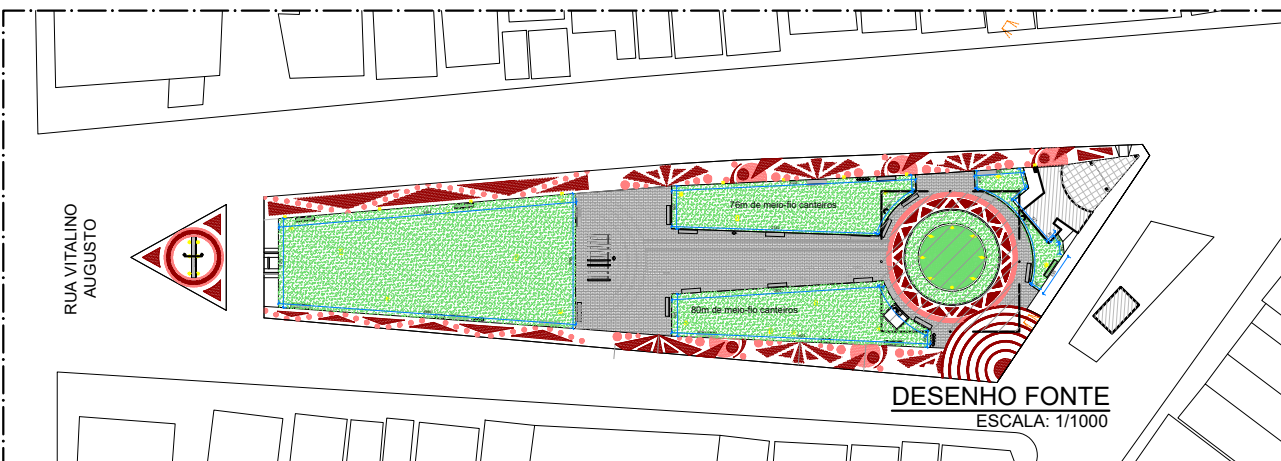 RUA VITALINO
AUGUSTO
76m de meio-fio canteiros
80m de meio-fio canteiros
DESENHO FONTE
ESCALA: 1/1000